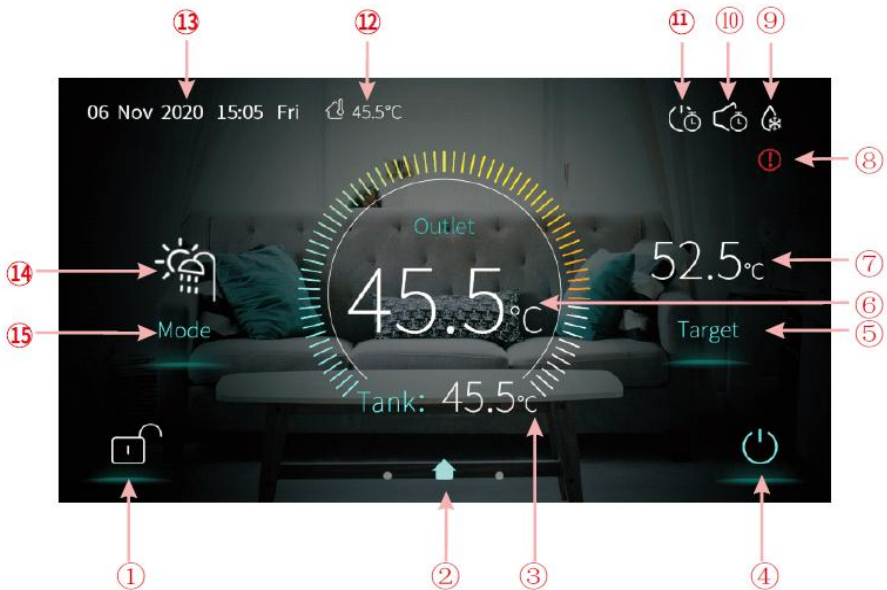 ⑬ ⑫ ⑪ ⑩ ⑨
06 Nov 2020 15:05 Fri 45.5°C
⑧
Outlet
52.5°C ⑦
⑭
45.5°C ⑥
⑮ Mode
Target ⑤
Tank: 45.5°C
① ② ③ ④